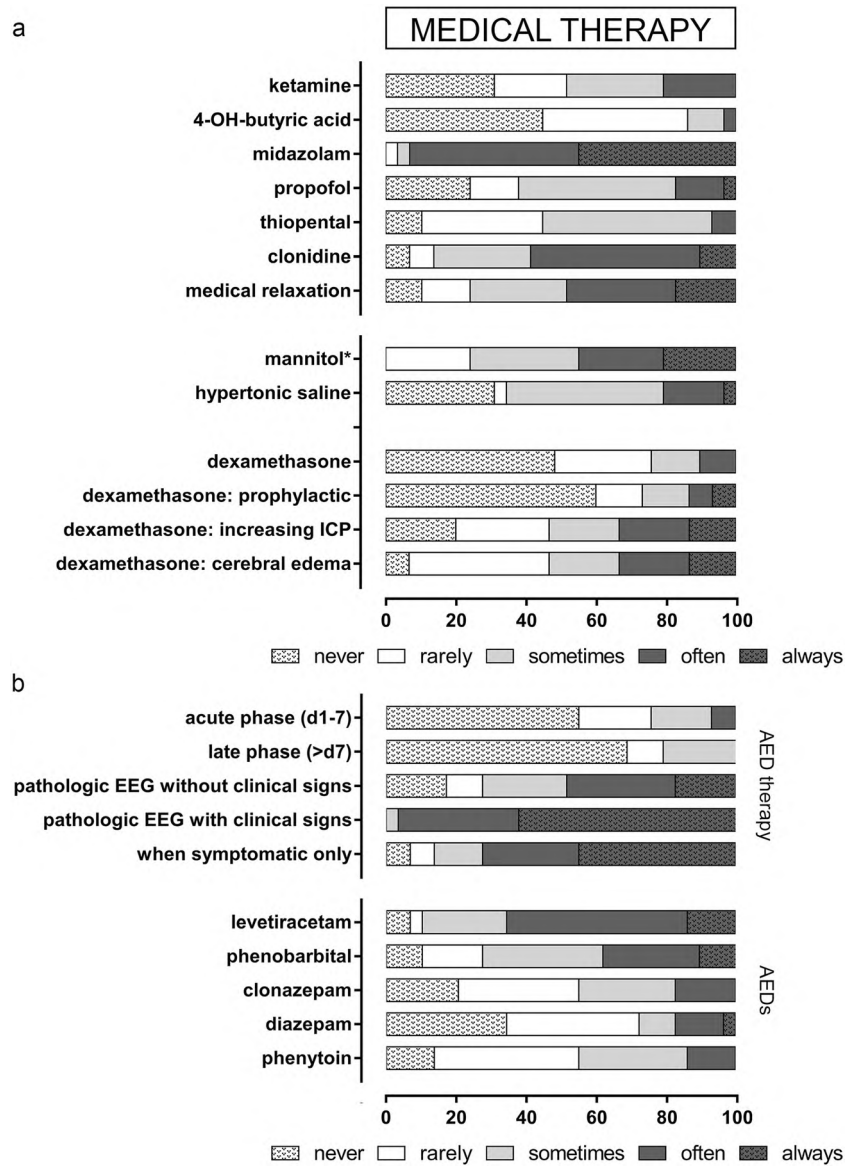 a
MEDICAL THERAPY
ketamine
4-OH-butyric acid
midazolam
propofol
thiopental
clonidine
medical relaxation
mannitol*
hypertonic saline
dexamethasone
dexamethasone: prophylactic
dexamethasone: increasing ICP
dexamethasone: cerebral edema
0 20 40 60 80 100
never rarely sometimes often always
b
acute phase (d1-7)
late phase (>d7)
pathologic EEG without clinical signs
pathologic EEG with clinical signs
when symptomatic only
AED therapy
levetiracetam
phenobarbital
clonazepam
diazepam
phenytoin
AEDs
0 20 40 60 80 100
never rarely sometimes often always